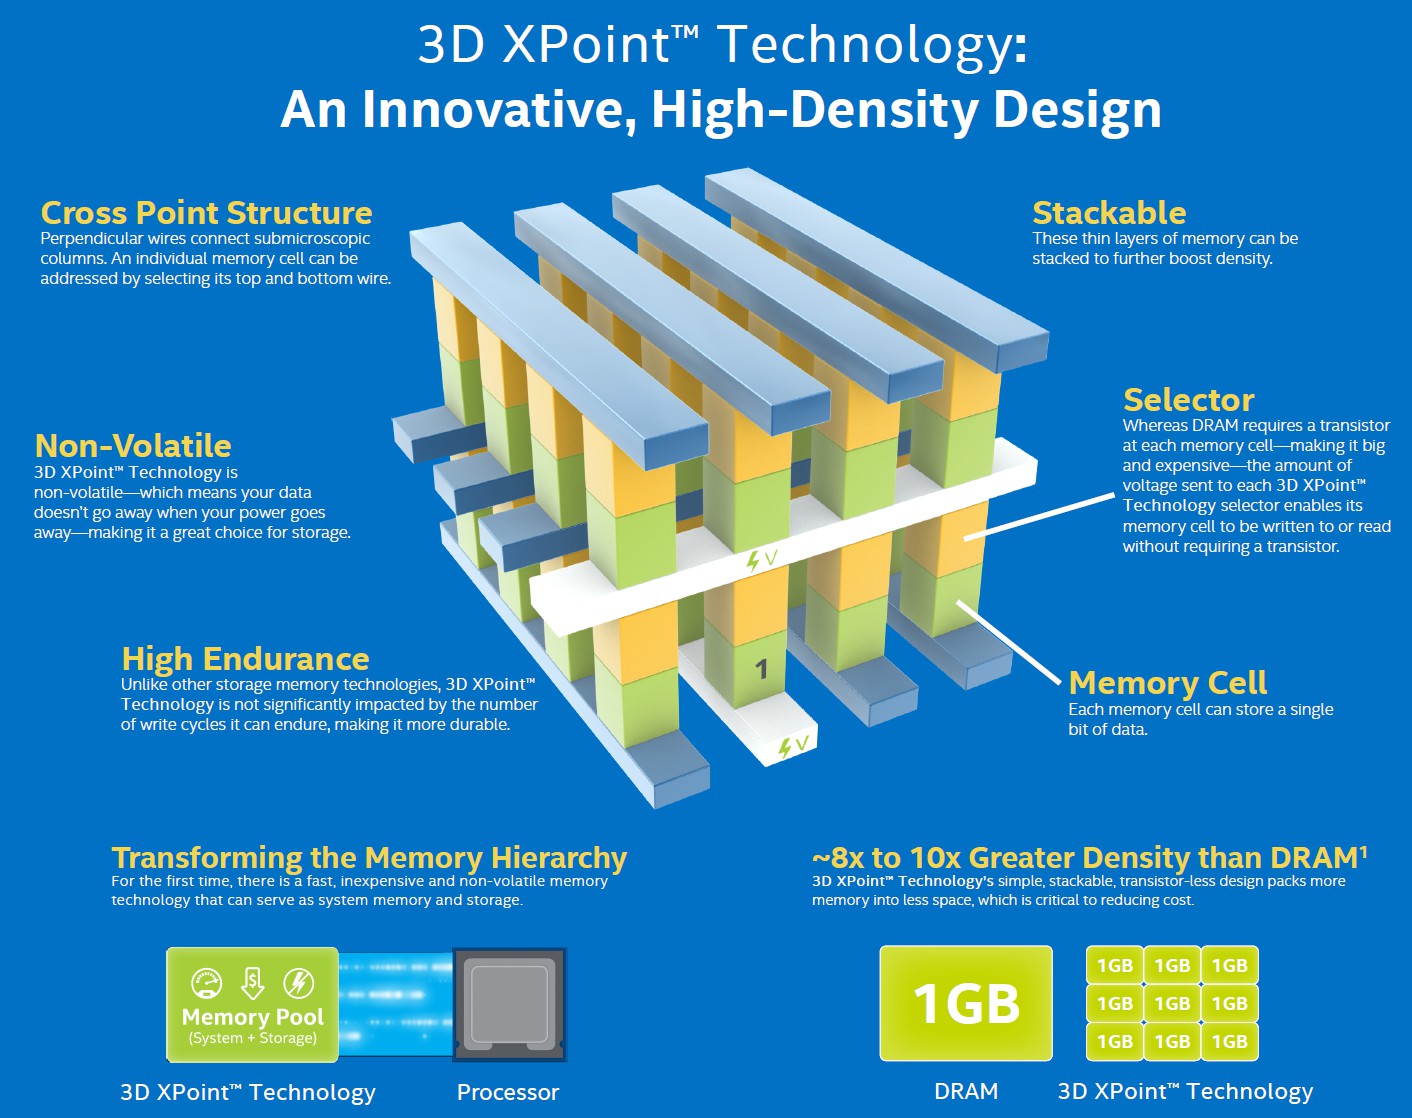 3D XPoint™ Technology:
An Innovative, High-Density Design
Cross Point Structure
Perpendicular wires connect submicroscopic
columns. An individual memory cell can be
addressed by selecting its top and bottom wire.
Stackable
These thin layers of memory can be
stacked to further boost density.
Selector
Whereas DRAM requires a transistor
at each memory cell—making it big
and expensive—the amount of
voltage sent to each 3D XPoint™
Technology selector enables its
memory cell to be written to or read
without requiring a transistor.
Non-Volatile
3D XPoint™ Technology is
non-volatile—which means your data
doesn't go away when your power goes
away—making it a great choice for storage.
V
1
V
High Endurance
Unlike other storage memory technologies, 3D XPoint™
Technology is not significantly impacted by the number
of write cycles it can endure, making it more durable.
Memory Cell
Each memory cell can store a single
bit of data.
Transforming the Memory Hierarchy
For the first time, there is a fast, inexpensive and non-volatile memory
technology that can serve as system memory and storage.
$
Memory Pool
(System + Storage)
3D XPoint™ Technology
Processor
~8x to 10x Greater Density than DRAM¹
3D XPoint™ Technology's simple, stackable, transistor-less design packs more
memory into less space, which is critical to reducing cost.
1GB
1GB 1GB 1GB
1GB 1GB 1GB
1GB 1GB 1GB
DRAM
3D XPoint™ Technology